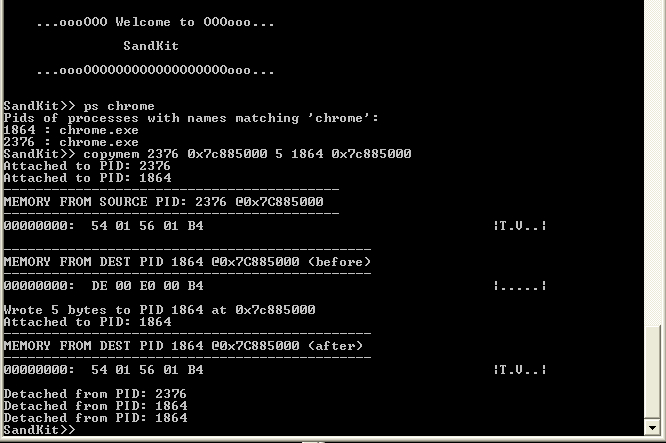 ...oooOOO Welcome to OOOooo...
SandKit
...oooOOOOOOOOOOOOOOOOOOooo...
SandKit>> ps chrome
Pids of processes with names matching 'chrome':
1864 : chrome.exe
2376 : chrome.exe
SandKit>> copymem 2376 0x7c885000 5 1864 0x7c885000
Attached to PID: 2376
Attached to PID: 1864
MEMORY FROM SOURCE PID: 2376 @0x7C885000
00000000:  54 01 56 01 B4 |T.V..|
MEMORY FROM DEST PID 1864 @0x7C885000 (before)
00000000:  DE 00 E0 00 B4 |.....|
Wrote 5 bytes to PID 1864 at 0x7c885000
Attached to PID: 1864
MEMORY FROM DEST PID 1864 @0x7C885000 (after)
00000000:  54 01 56 01 B4 |T.V..|
Detached from PID: 2376
Detached from PID: 1864
Detached from PID: 1864
SandKit>>